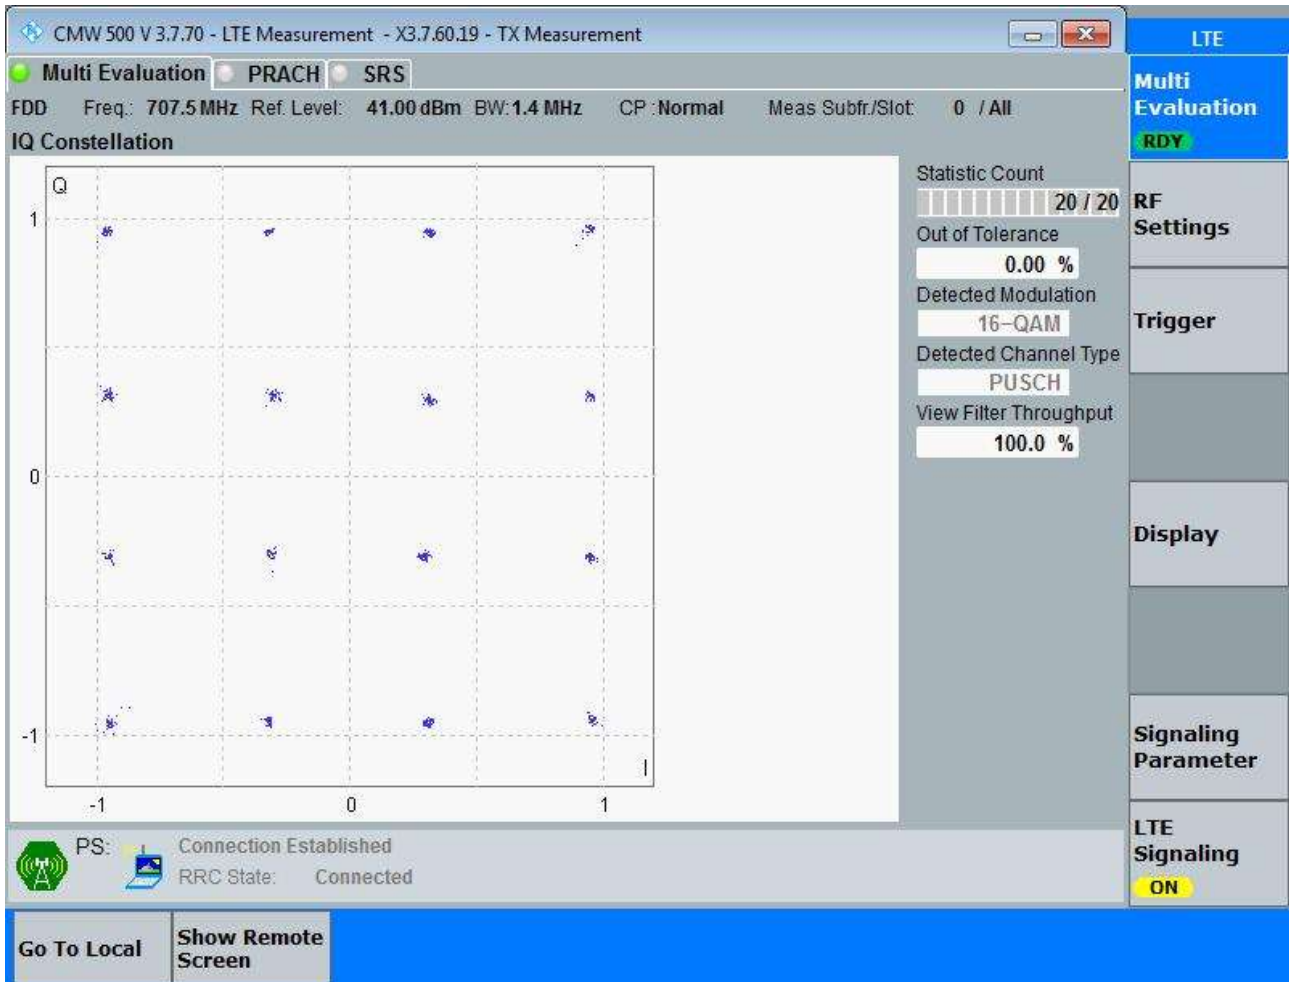 CMW 500 V 3.7.70 - LTE Measurement - X3.7.60.19 - TX Measurement
LTE
Multi Evaluation PRACH SRS
FDD Freq.: 707.5 MHz Ref. Level: 41.00 dBm BW: 1.4 MHz CP : Normal Meas Subfr./Slot: 0 / All
IQ Constellation
Q
1
0
-1
I
-1 0 1
Statistic Count
20 / 20
Out of Tolerance
0.00 %
Detected Modulation
16-QAM
Detected Channel Type
PUSCH
View Filter Throughput
100.0 %
Multi
Evaluation
RDY
RF
Settings
Trigger
Display
Signaling
Parameter
LTE
Signaling
ON
PS: Connection Established
RRC State: Connected
Go To Local
Show Remote
Screen